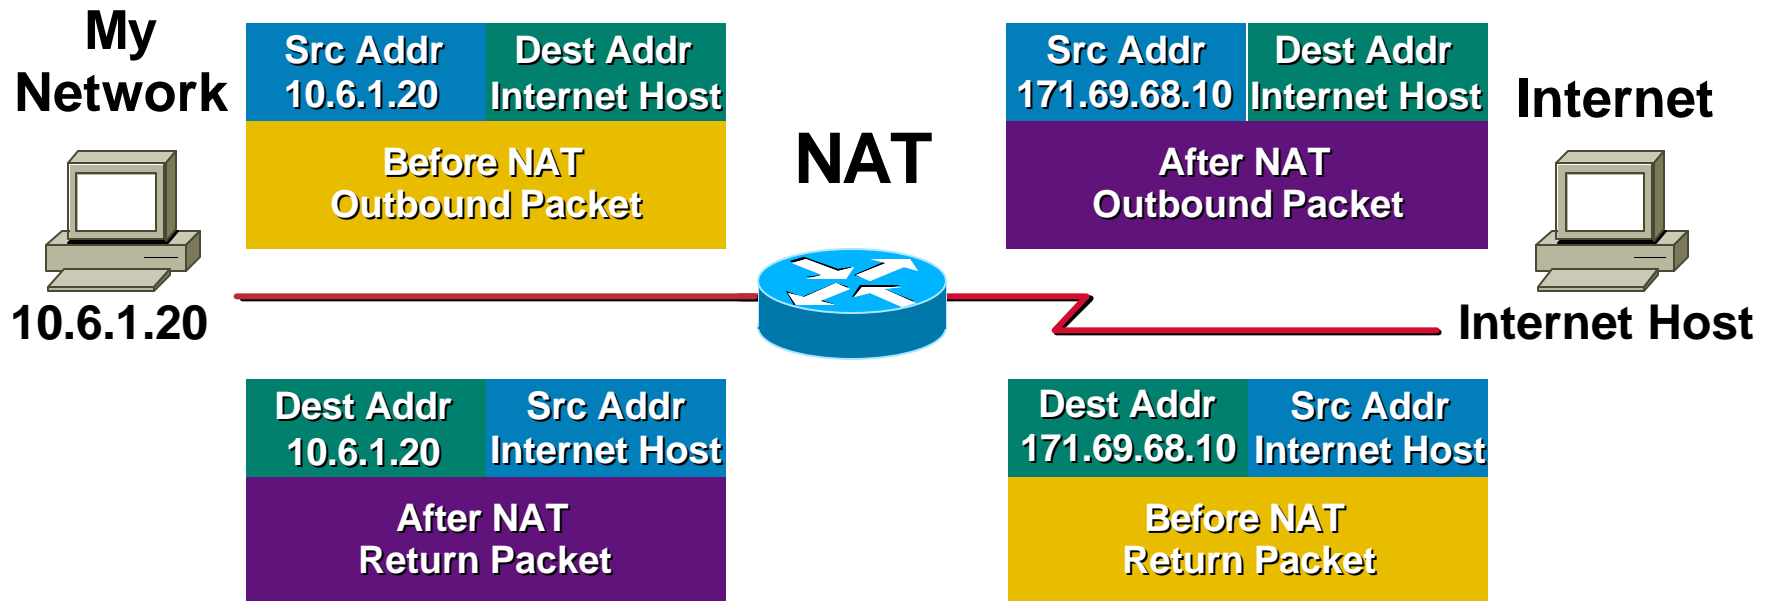 My
Network
Src Addr
10.6.1.20
Dest Addr
Internet Host
Before NAT
Outbound Packet
NAT
Src Addr
171.69.68.10
Dest Addr
Internet Host
After NAT
Outbound Packet
Internet
10.6.1.20
Internet Host
Dest Addr
10.6.1.20
Src Addr
Internet Host
After NAT
Return Packet
Dest Addr
171.69.68.10
Src Addr
Internet Host
Before NAT
Return Packet